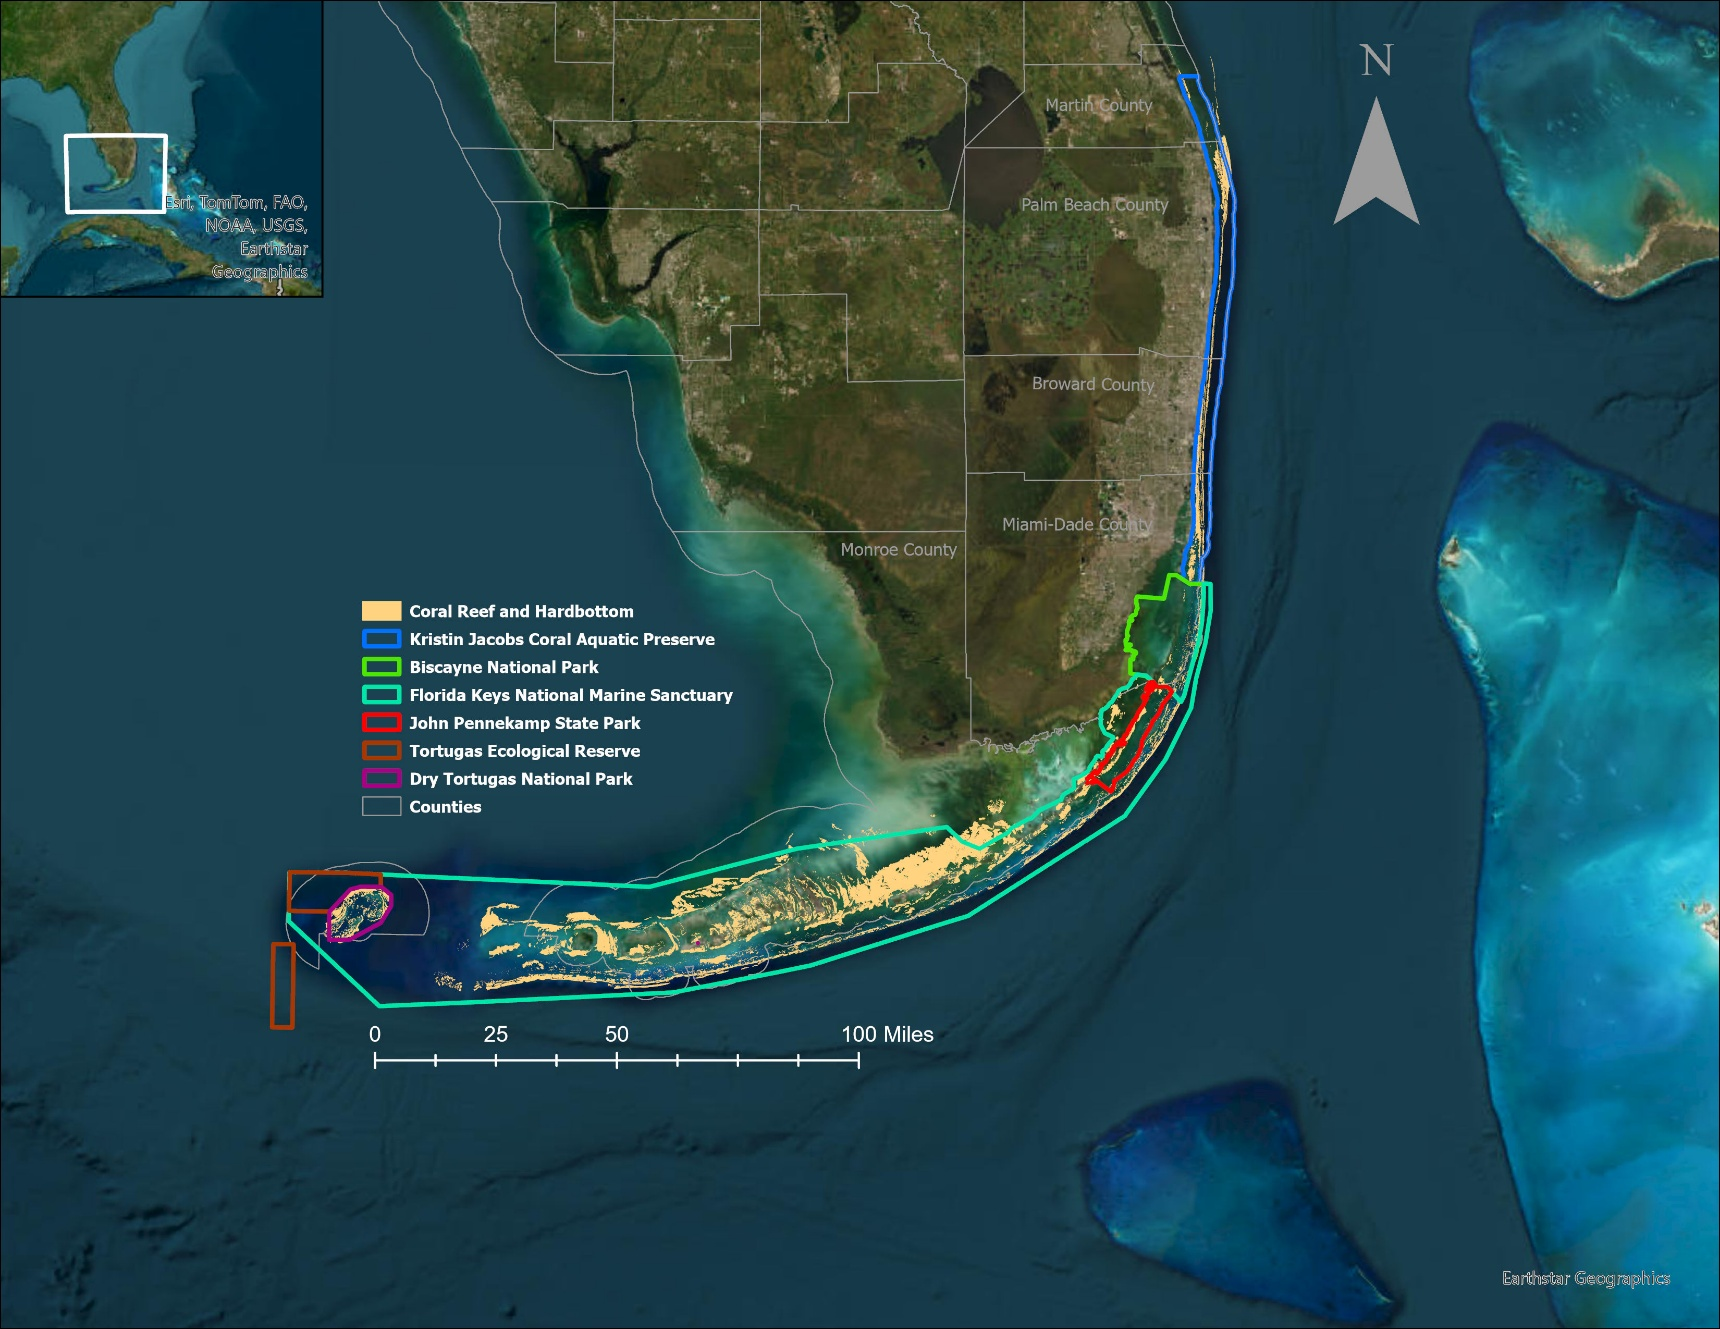 Esri, TomTom, FAO,
NOAA, USGS,
Earthstar
Geographics
N
Martin County
Palm Beach County
Broward County
Miami-Dade County
Monroe County
Coral Reef and Hardbottom
Kristin Jacobs Coral Aquatic Preserve
Biscayne National Park
Florida Keys National Marine Sanctuary
John Pennekamp State Park
Tortugas Ecological Reserve
Dry Tortugas National Park
Counties
0 25 50 100 Miles
Earthstar Geographics